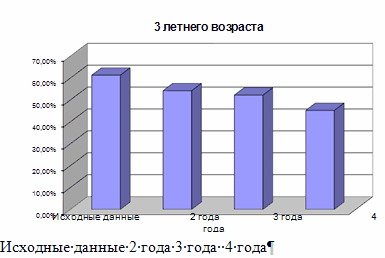 3 летнего возраста
70,00%
60,00%
50,00%
40,00%
30,00%
20,00%
10,00%
0,00%
Исходные данные 2 года 3 года 4
года
Исходные·данные·2·года·3·года··4·года¶